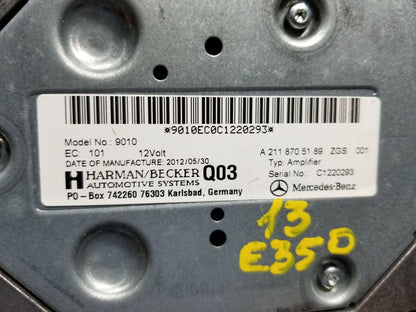 *9010EC0C1220293*
Model No.: 9010
EC: 101 12Volt A 211 870 51 89 ZGS 001
DATE OF MANUFACTURE: 2012/05/30 Typ: Amplifier
HARMAN/BECKER Q03 Serial No.: C1220293
AUTOMOTIVE SYSTEMS Mercedes-Benz
PO - Box 742260 76303 Karlsbad, Germany
13
E350